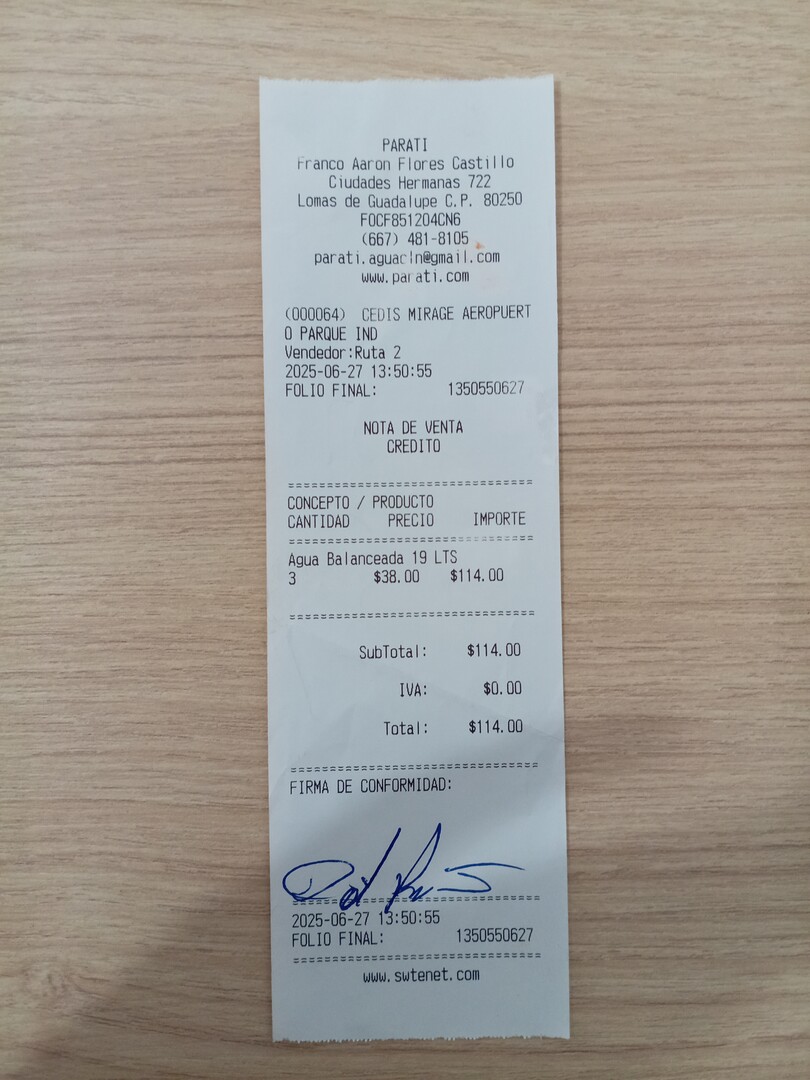 PARATI
Franco Aaron Flores Castillo
Ciudades Hermanas 722
Lomas de Guadalupe C.P. 80250
FOCF851204CN6
(667) 481-8105
parati.aguacln@gmail.com
www.parati.com
(000064) CEDIS MIRAGE AEROPUERT
O PARQUE IND
Vendedor:Ruta 2
2025-06-27 13:50:55
FOLIO FINAL: 1350550627
NOTA DE VENTA
CREDITO
===============================
CONCEPTO / PRODUCTO
CANTIDAD PRECIO IMPORTE
===============================
Agua Balanceada 19 LTS
3 $38.00 $114.00
===============================
SubTotal: $114.00
IVA: $0.00
Total: $114.00
===============================
FIRMA DE CONFORMIDAD:
===============================
2025-06-27 13:50:55
FOLIO FINAL: 1350550627
===============================
www.swtenet.com